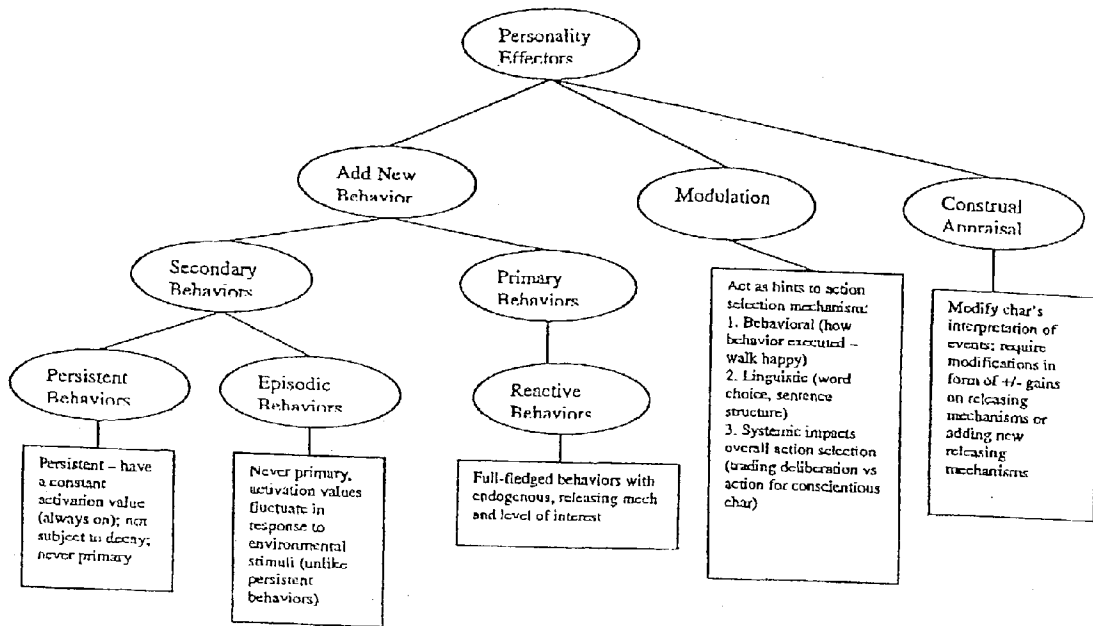 Personality
Effectors
Add New
Behavior
Modulation
Construal
Appraisal
Secondary
Behaviors
Primary
Behaviors
Persistent
Behaviors
Episodic
Behaviors
Reactive
Behaviors
Persistent – have
a constant
activation value
(always on); not
subject to decay;
never primary
Never primary,
activation values
fluctuate in
response to
environmental
stimuli (unlike
persistent
behaviors)
Full-fledged behaviors with
endogenous, releasing mech
and level of interest
Act as hints to action
selection mechanism:
1. Behavioral (how
behavior executed –
walk happy)
2. Linguistic (word
choice, sentence
structure)
3. Systemic impacts
overall action selection
(trading deliberation vs
action for conscientious
char)
Modify char's
interpretation of
events; require
modifications in
form of +/- gains
on releasing
mechanisms or
adding new
releasing
mechanisms